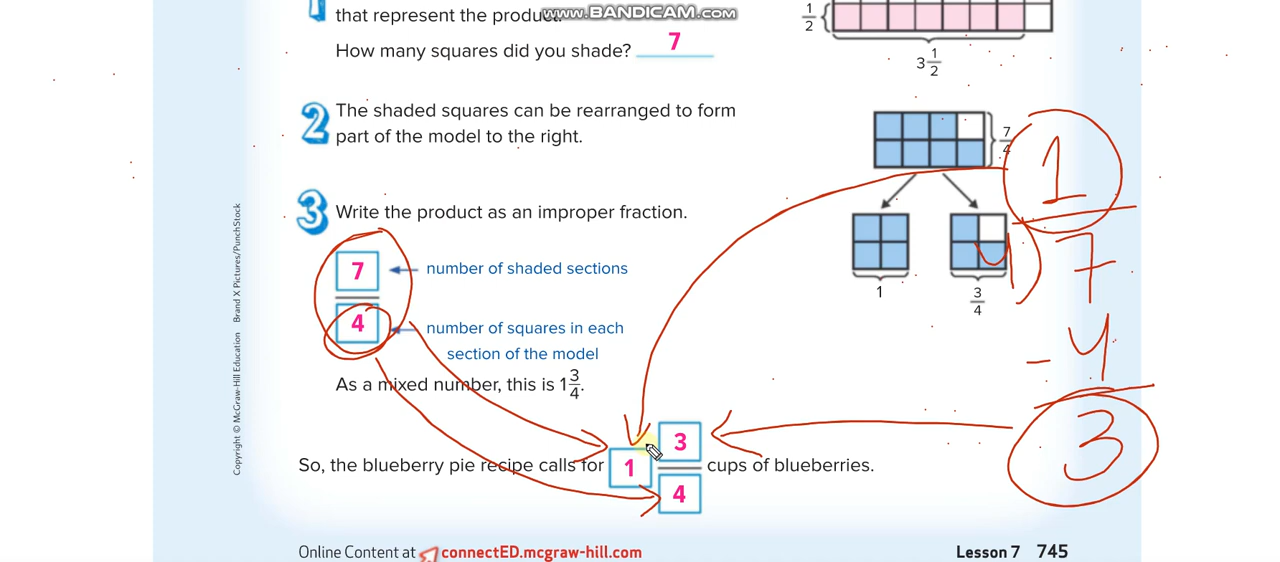 that represent the product.
www.BANDICAM.com
How many squares did you shade? 7
1/2
3 1/2
2 The shaded squares can be rearranged to form
part of the model to the right.
7/4
3 Write the product as an improper fraction.
7 number of shaded sections
4 number of squares in each
section of the model
1
3/4
As a mixed number, this is 1 3/4.
So, the blueberry pie recipe calls for 1 3/4 cups of blueberries.
1
4 ) 7
- 4
3
Copyright © McGraw-Hill Education Brand X Pictures/PunchStock
Online Content at connectED.mcgraw-hill.com
Lesson 7 745